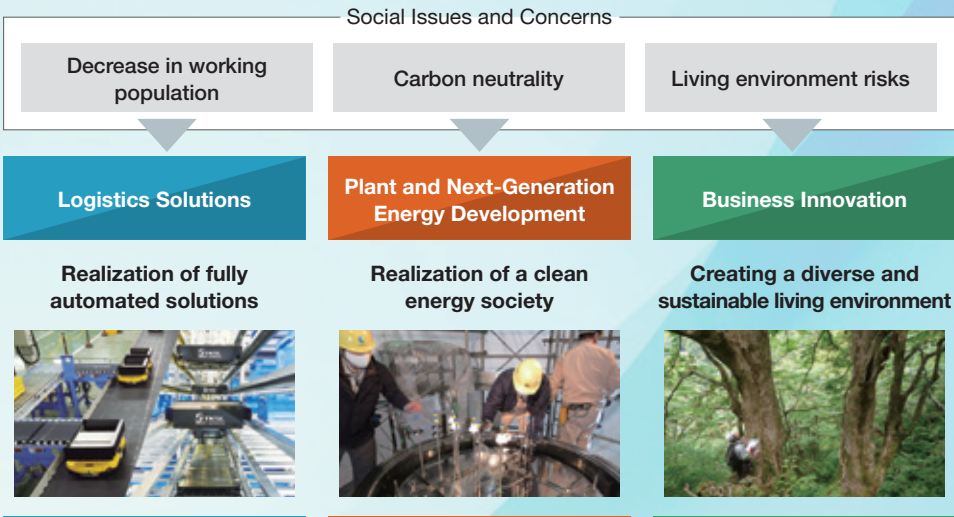 Social Issues and Concerns
Decrease in working
population
Carbon neutrality
Living environment risks
Logistics Solutions
Plant and Next-Generation
Energy Development
Business Innovation
Realization of fully
automated solutions
Realization of a clean
energy society
Creating a diverse and
sustainable living environment